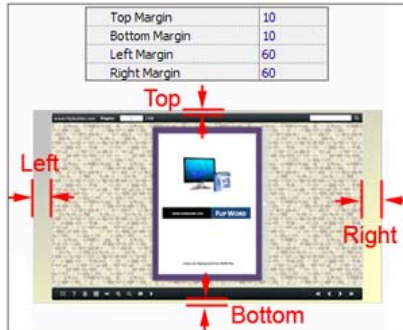 Top Margin 10
Bottom Margin 10
Left Margin 60
Right Margin 60
Top
Left
FLIP WORD
Right
Bottom